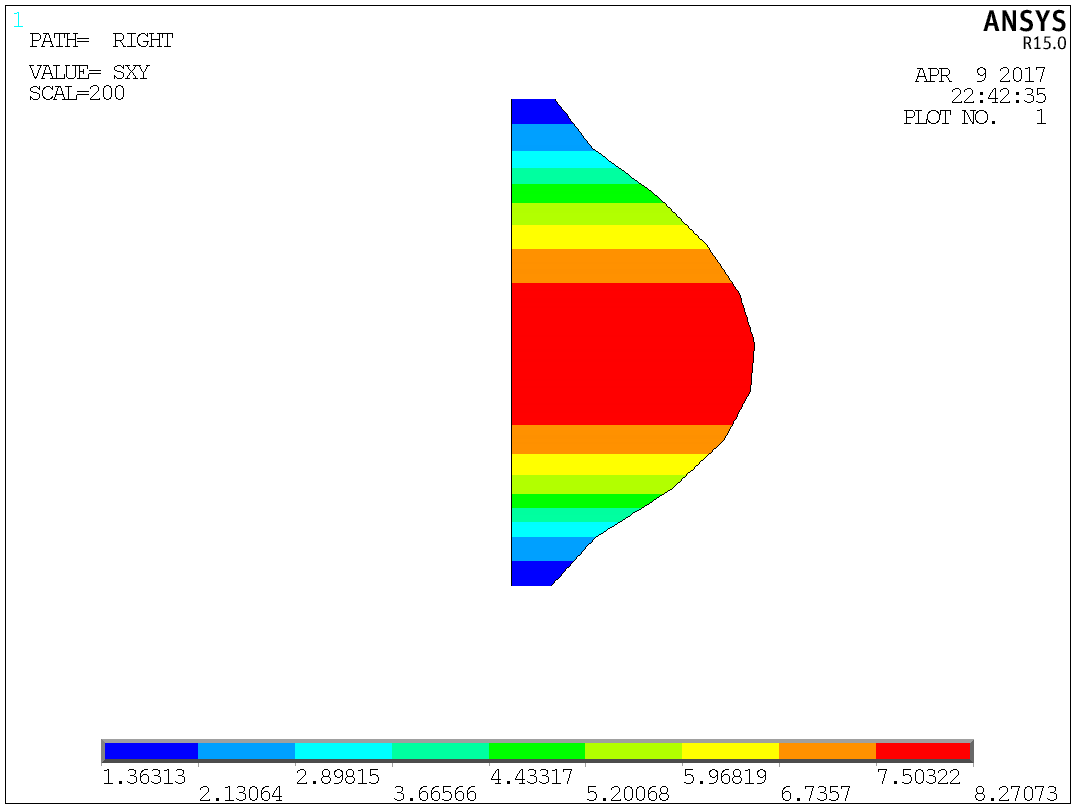 1
ANSYS
R15.0
PATH= RIGHT
VALUE= SXY
SCAL=200
APR 9 2017
22:42:35
PLOT NO. 1
1.36313 2.89815 4.43317 5.96819 7.50322
2.13064 3.66566 5.20068 6.7357 8.27073